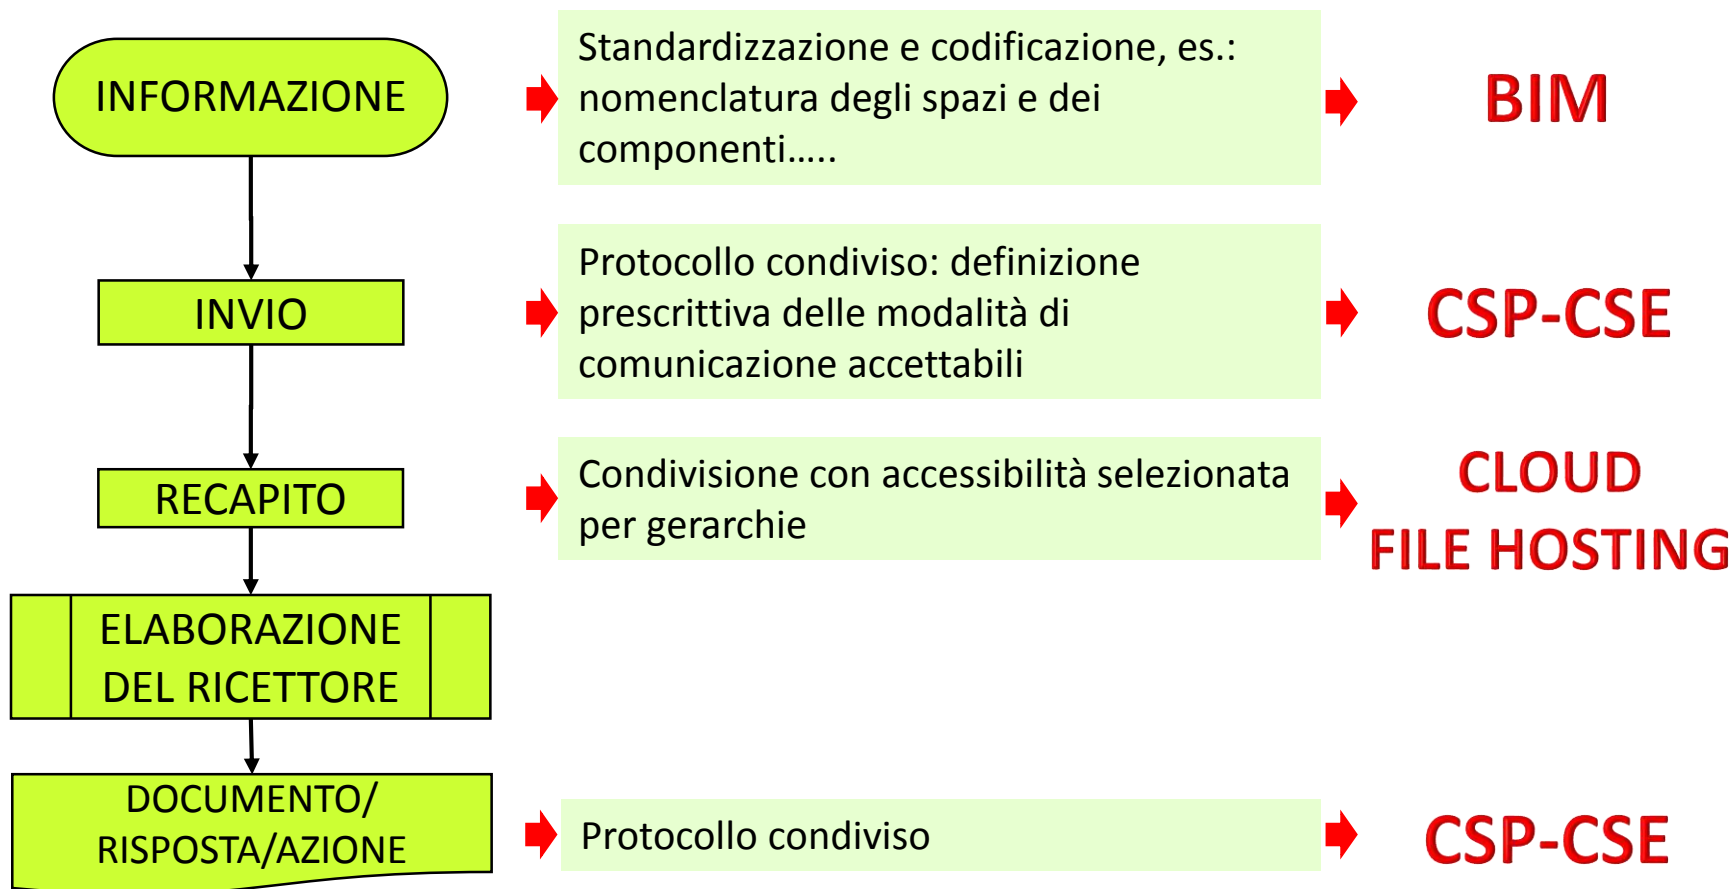 INFORMAZIONE
Standardizzazione e codificazione, es.:
nomenclatura degli spazi e dei
componenti.....
BIM
INVIO
Protocollo condiviso: definizione
prescrittiva delle modalità di
comunicazione accettabili
CSP-CSE
RECAPITO
Condivisione con accessibilità selezionata
per gerarchie
CLOUD
FILE HOSTING
ELABORAZIONE
DEL RICETTORE
DOCUMENTO/
RISPOSTA/AZIONE
Protocollo condiviso
CSP-CSE